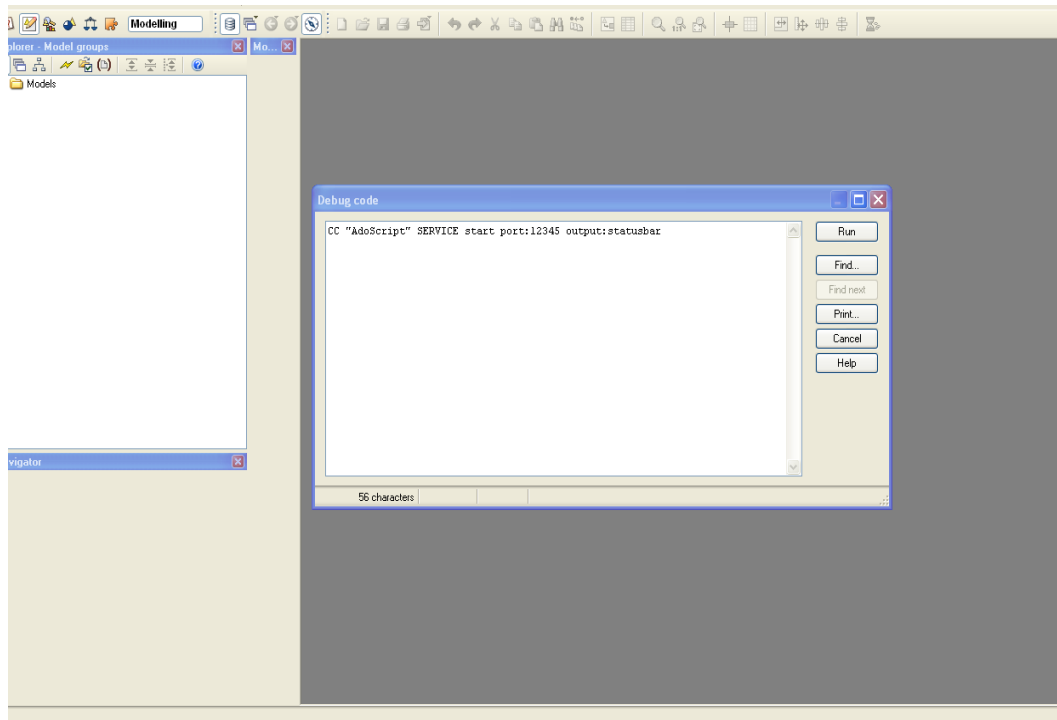 Modelling
plorer - Model groups
Mo...
Models
Debug code
CC "AdoScript" SERVICE start port:12345 output:statusbar
Run
Find...
Find next
Print...
Cancel
Help
vigator
56 characters